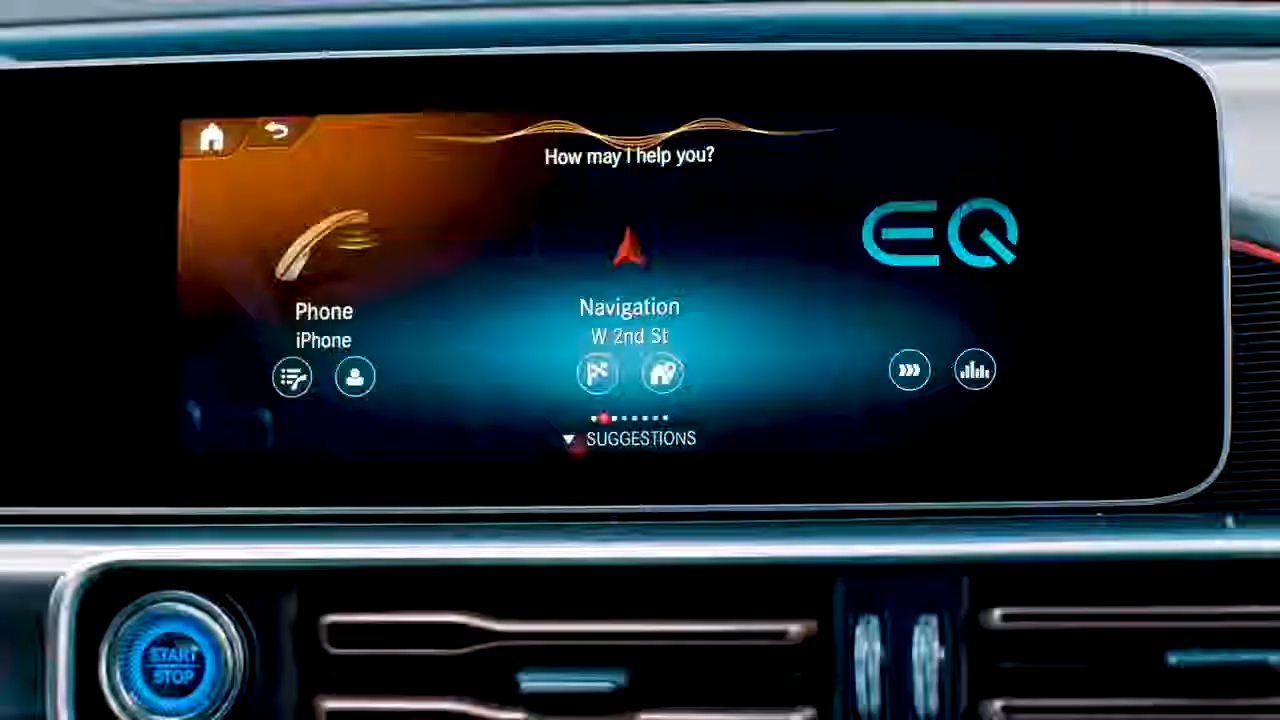 How may I help you?
EQ
Phone
iPhone
Navigation
W 2nd St
SUGGESTIONS
START
STOP